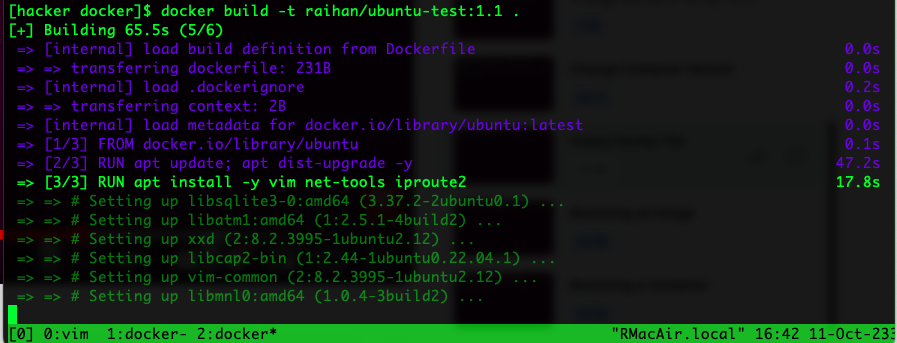 [hacker docker]$ docker build -t raihan/ubuntu-test:1.1 .
[+] Building 65.5s (5/6)
=> [internal] load build definition from Dockerfile 0.0s
=> => transferring dockerfile: 231B 0.0s
=> [internal] load .dockerignore 0.2s
=> => transferring context: 2B 0.0s
=> [internal] load metadata for docker.io/library/ubuntu:latest 0.0s
=> [1/3] FROM docker.io/library/ubuntu 0.1s
=> [2/3] RUN apt update; apt dist-upgrade -y 47.2s
=> [3/3] RUN apt install -y vim net-tools iproute2 17.8s
=> => # Setting up libsqlite3-0:amd64 (3.37.2-2ubuntu0.1) ...
=> => # Setting up libatm1:amd64 (1:2.5.1-4build2) ...
=> => # Setting up xxd (2:8.2.3995-1ubuntu2.12) ...
=> => # Setting up libcap2-bin (1:2.44-1ubuntu0.22.04.1) ...
=> => # Setting up vim-common (2:8.2.3995-1ubuntu2.12) ...
=> => # Setting up libmnl0:amd64 (1.0.4-3build2) ...
[0] 0:vim 1:docker- 2:docker* "RMacAir.local" 16:42 11-Oct-233